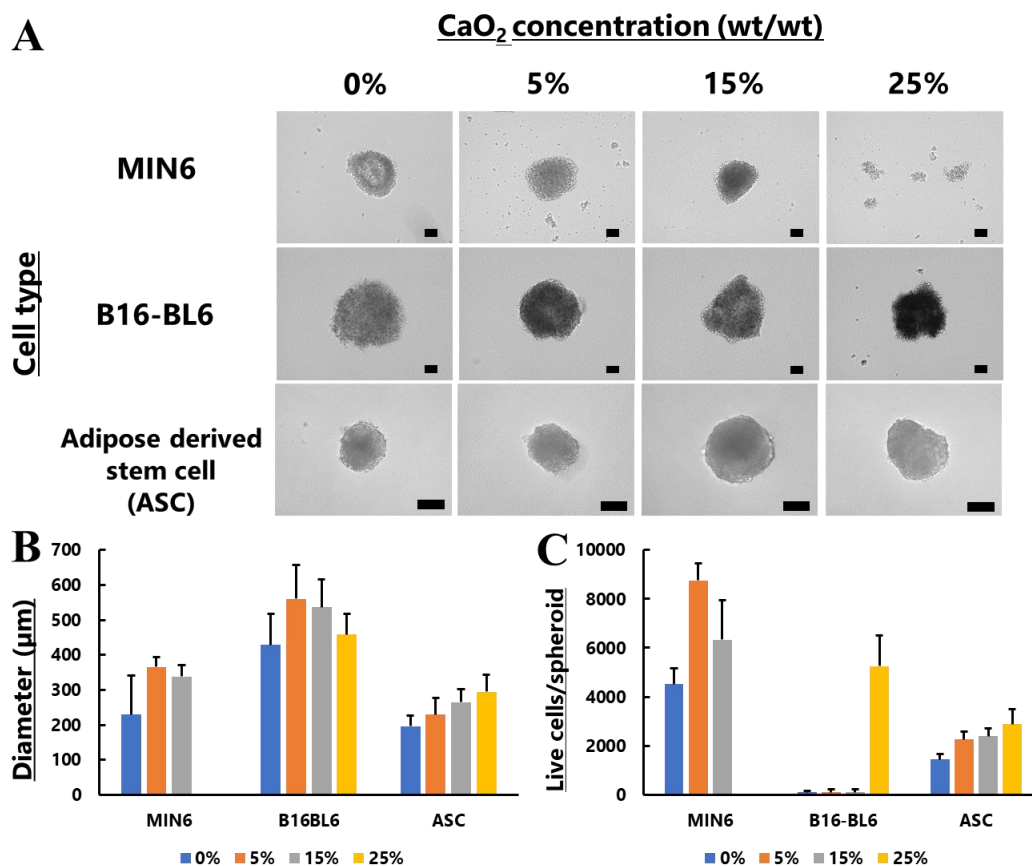 A
CaO2 concentration (wt/wt)
0% 5% 15% 25%
Cell type
MIN6
B16-BL6
Adipose derived
stem cell
(ASC)
B
Diameter (µm)
700
600
500
400
300
200
100
0
MIN6 B16BL6 ASC
0% 5% 15% 25%
C
Live cells/spheroid
10000
8000
6000
4000
2000
0
MIN6 B16-BL6 ASC
0% 5% 15% 25%